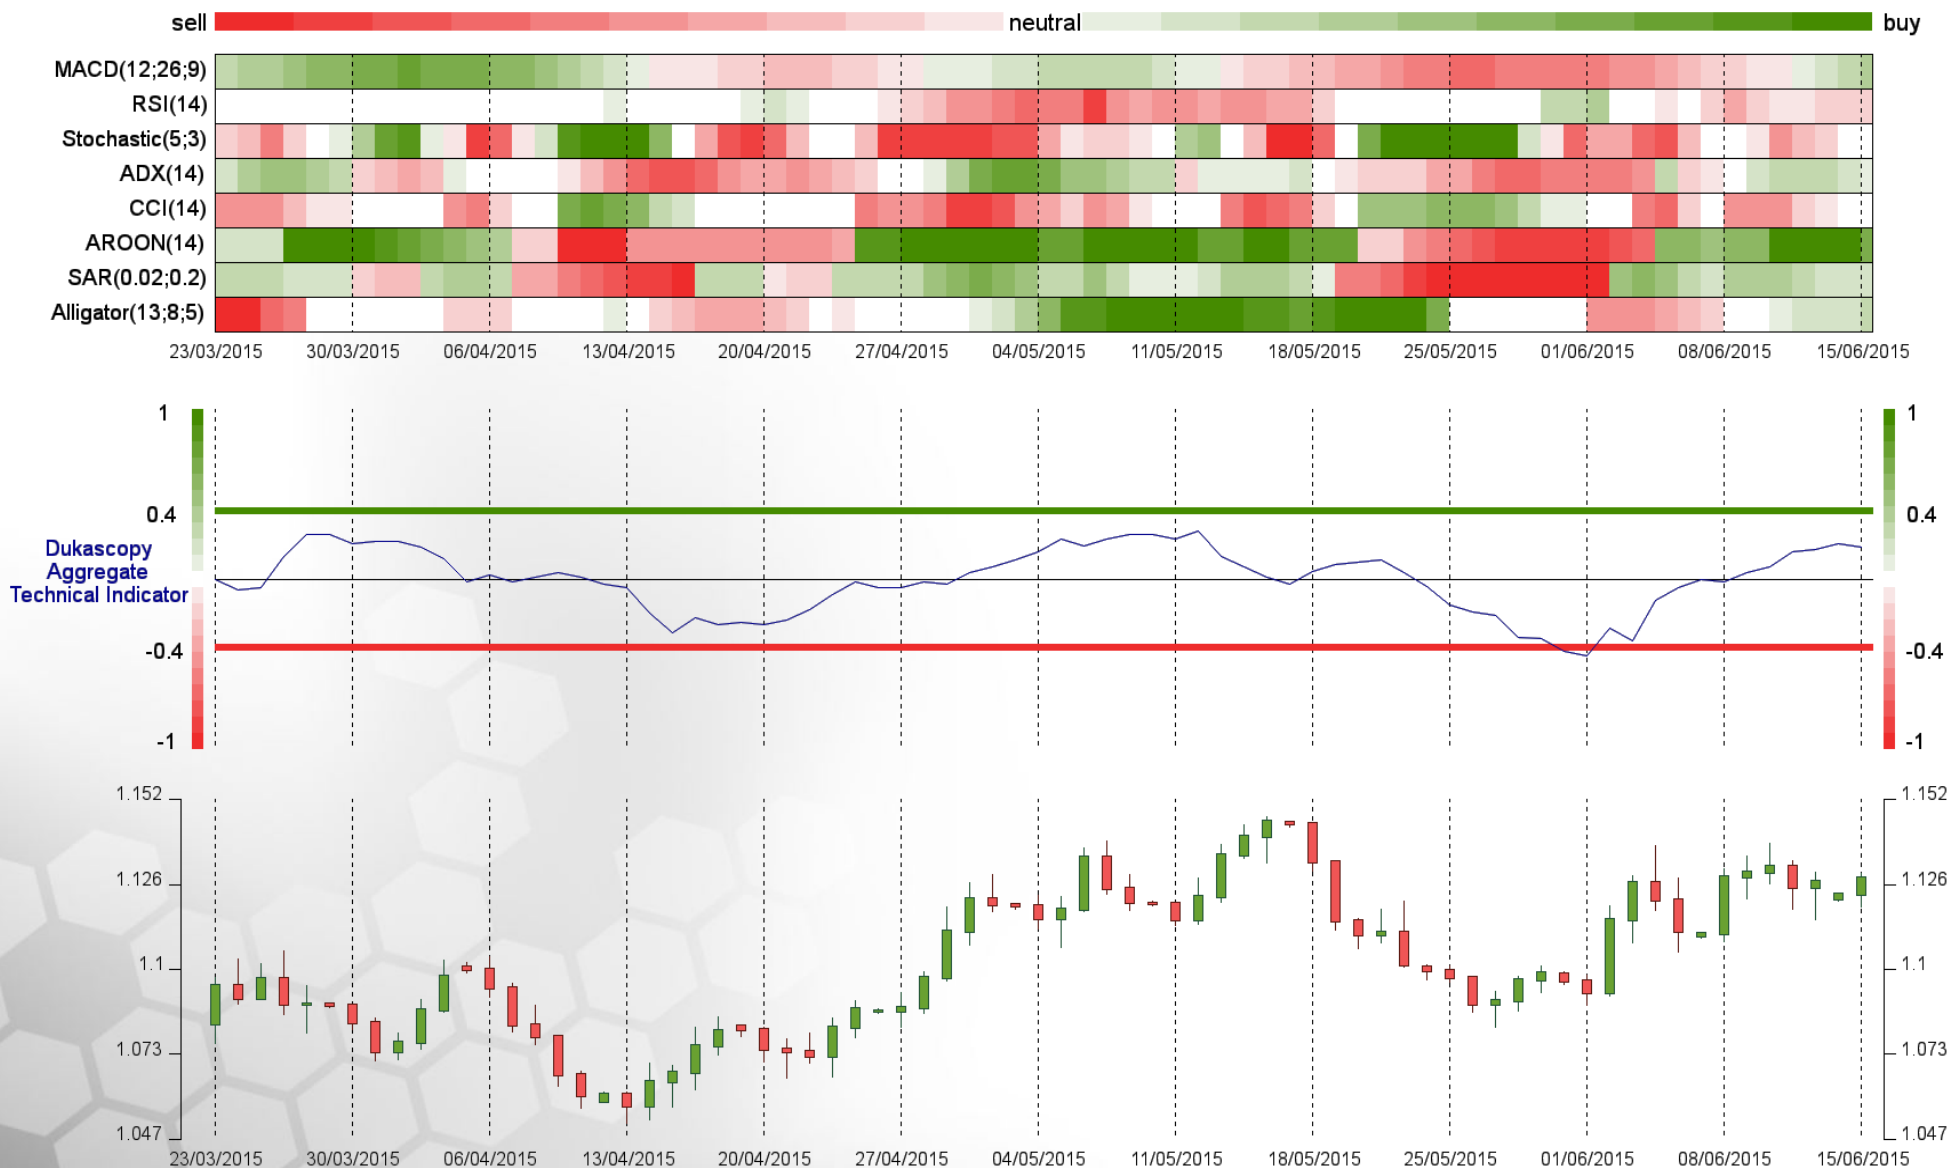 sell neutral buy
MACD(12;26;9)
RSI(14)
Stochastic(5;3)
ADX(14)
CCI(14)
AROON(14)
SAR(0.02;0.2)
Alligator(13;8;5)
23/03/2015 30/03/2015 06/04/2015 13/04/2015 20/04/2015 27/04/2015 04/05/2015 11/05/2015 18/05/2015 25/05/2015 01/06/2015 08/06/2015 15/06/2015
1 1
0.4 0.4
Dukascopy
Aggregate
Technical Indicator
-0.4 -0.4
-1 -1
1.152 1.152
1.126 1.126
1.1 1.1
1.073 1.073
1.047 1.047
23/03/2015 30/03/2015 06/04/2015 13/04/2015 20/04/2015 27/04/2015 04/05/2015 11/05/2015 18/05/2015 25/05/2015 01/06/2015 08/06/2015 15/06/2015